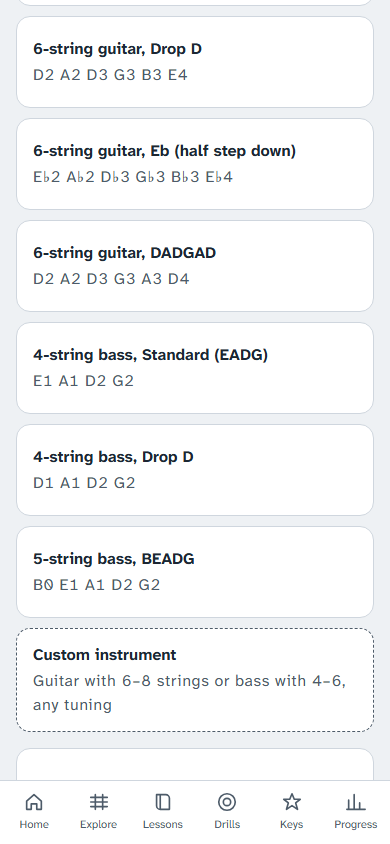 6-string guitar, Drop D
D2 A2 D3 G3 B3 E4
6-string guitar, Eb (half step down)
E♭2 A♭2 D♭3 G♭3 B♭3 E♭4
6-string guitar, DADGAD
D2 A2 D3 G3 A3 D4
4-string bass, Standard (EADG)
E1 A1 D2 G2
4-string bass, Drop D
D1 A1 D2 G2
5-string bass, BEADG
B0 E1 A1 D2 G2
Custom instrument
Guitar with 6–8 strings or bass with 4–6,
any tuning
Home Explore Lessons Drills Keys Progress